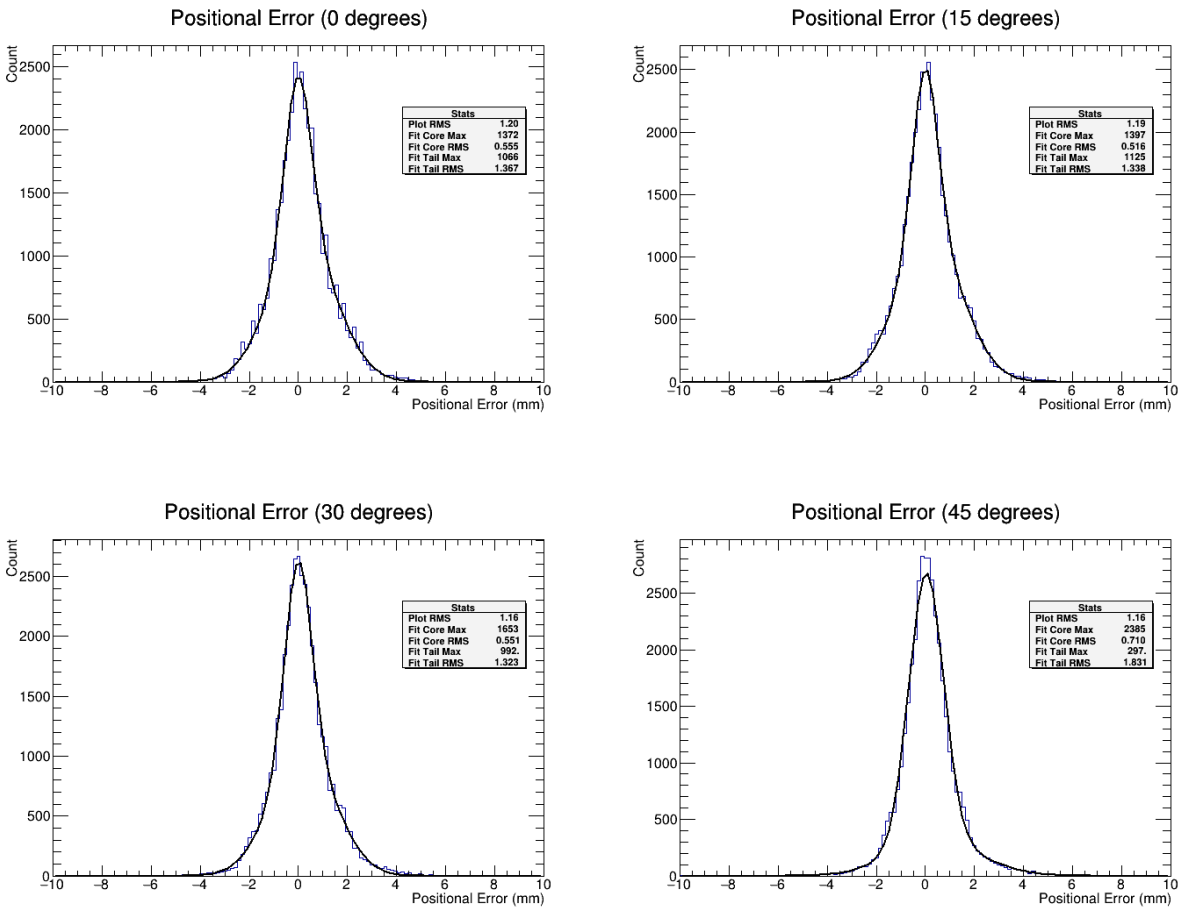 Positional Error (0 degrees)
Count
2500
2000
1500
1000
500
0
−10 −8 −6 −4 −2 0 2 4 6 8 10
Positional Error (mm)
Stats
Plot RMS 1.20
Fit Core Max 1372
Fit Core RMS 0.555
Fit Tail Max 1066
Fit Tail RMS 1.367
Positional Error (15 degrees)
Count
2500
2000
1500
1000
500
0
−10 −8 −6 −4 −2 0 2 4 6 8 10
Positional Error (mm)
Stats
Plot RMS 1.19
Fit Core Max 1397
Fit Core RMS 0.516
Fit Tail Max 1125
Fit Tail RMS 1.338
Positional Error (30 degrees)
Count
2500
2000
1500
1000
500
0
−10 −8 −6 −4 −2 0 2 4 6 8 10
Positional Error (mm)
Stats
Plot RMS 1.16
Fit Core Max 1653
Fit Core RMS 0.551
Fit Tail Max 992.
Fit Tail RMS 1.323
Positional Error (45 degrees)
Count
2500
2000
1500
1000
500
0
−10 −8 −6 −4 −2 0 2 4 6 8 10
Positional Error (mm)
Stats
Plot RMS 1.16
Fit Core Max 2385
Fit Core RMS 0.710
Fit Tail Max 297.
Fit Tail RMS 1.831